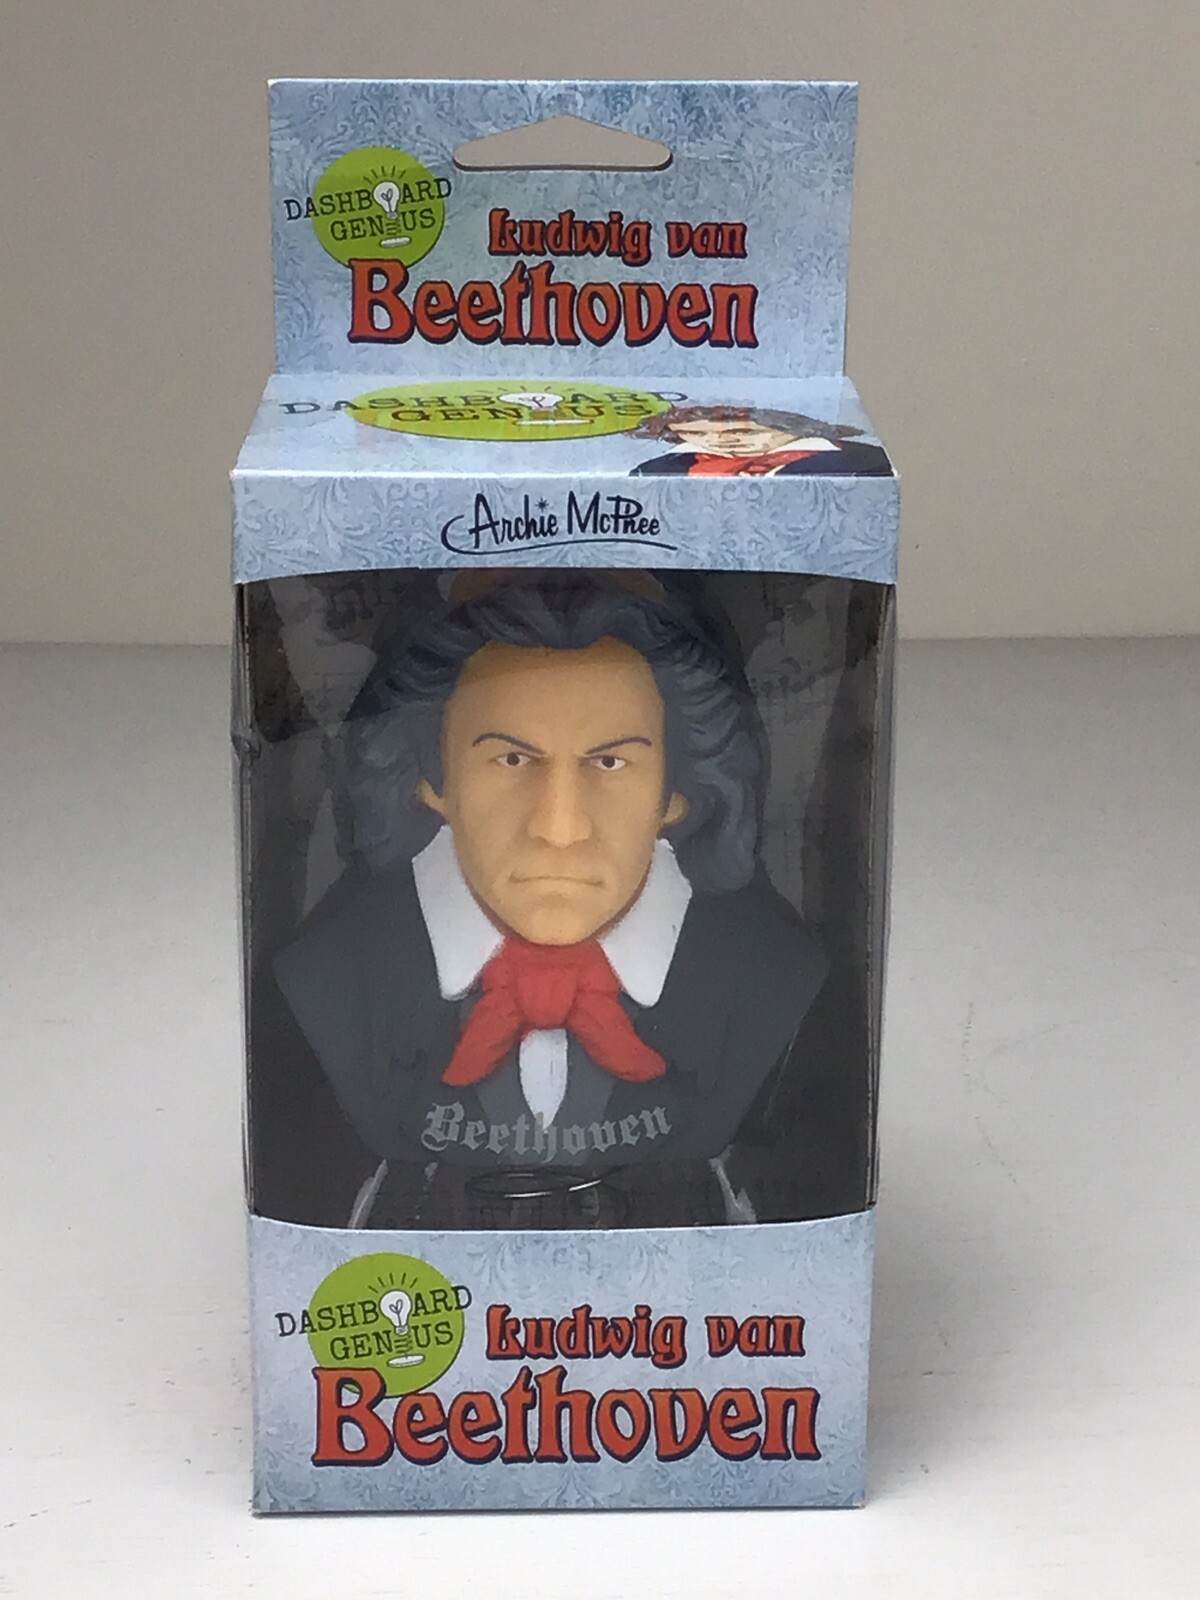 DASHBOARD
GENIUS
Ludwig van
Beethoven
DASHBOARD
GENIUS
Archie McPhee
Beethoven
DASHBOARD
GENIUS
Ludwig van
Beethoven